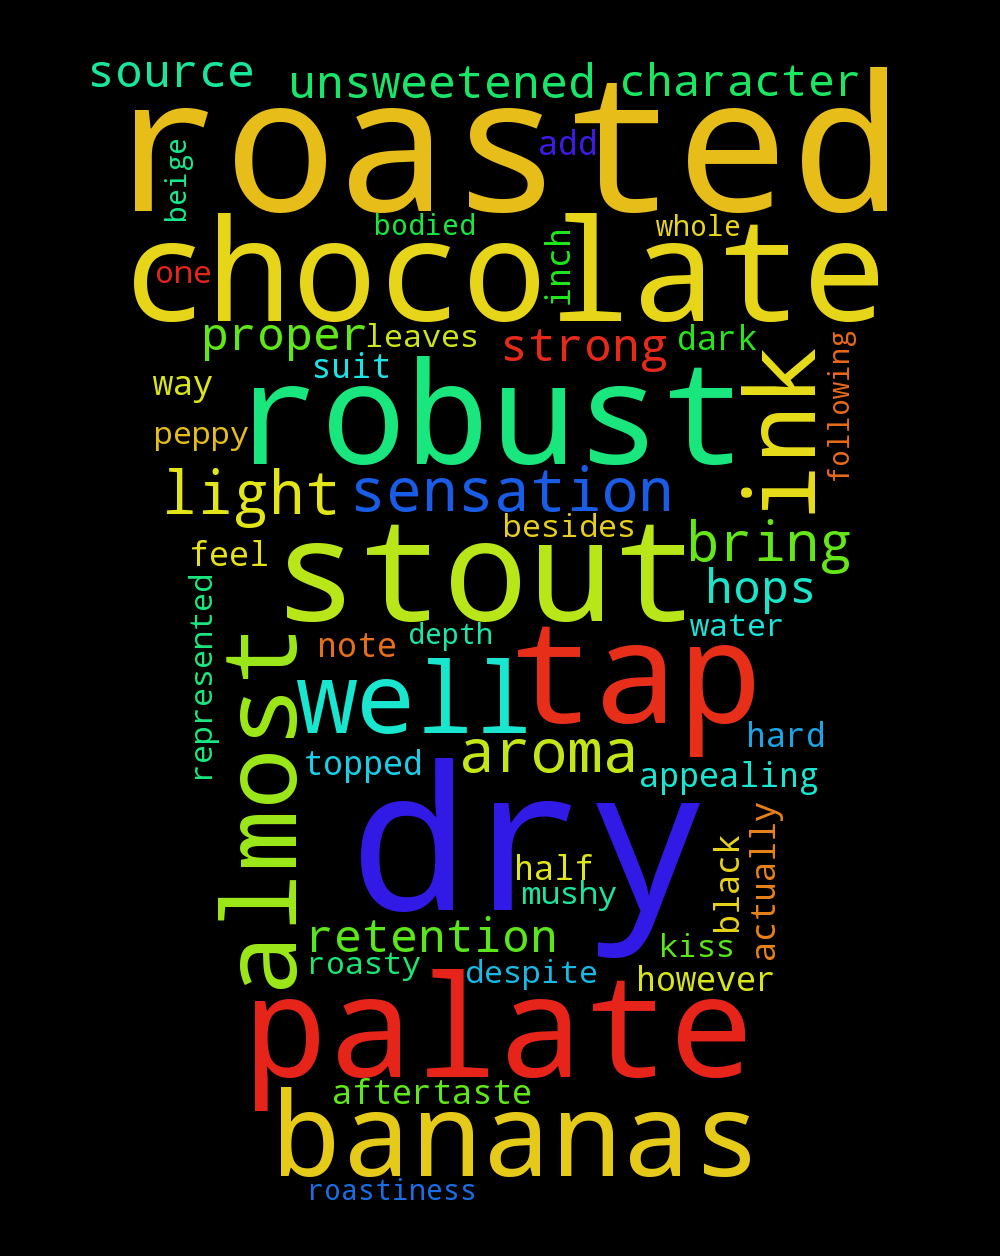 source
unsweetened
character
roasted
add
beige
bodied
whole
chocolate
inch
one
proper
leaves
strong
dark
suit
way
robust
ink
following
peppy
light
sensation
besides
bring
feel
stout
hops
represented
depth
water
note
almost
well
tap
hard
topped
aroma
appealing
dry
half
mushy
black
actually
retention
kiss
roasty
despite
however
palate
aftertaste
bananas
roastiness